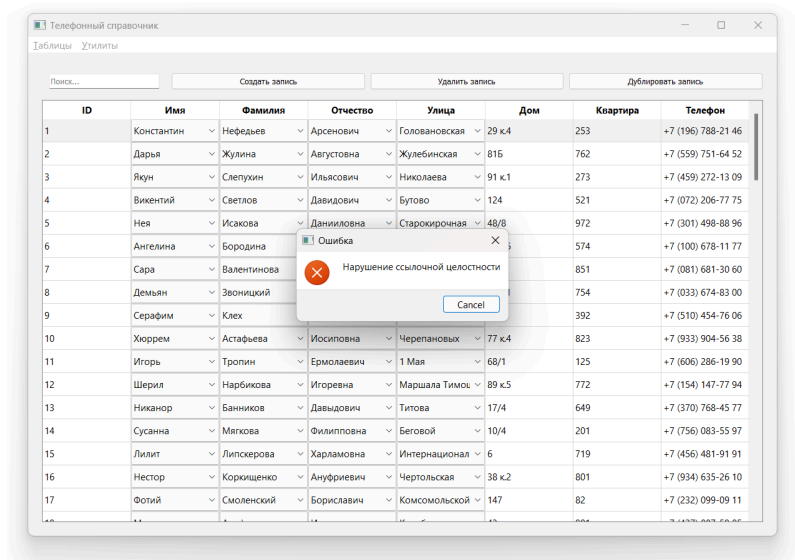 Телефонный справочник
Таблицы Утилиты
Поиск... Создать запись Удалить запись Дублировать запись
ID Имя Фамилия Отчество Улица Дом Квартира Телефон
1 Константин Нефедьев Арсенович Головановская 29 к.4 253 +7 (196) 788-21 46
2 Дарья Жулина Августовна Жулебинская 81Б 762 +7 (559) 751-64 52
3 Якун Слепухин Ильясович Николаева 91 к.1 273 +7 (459) 272-13 09
4 Викентий Светлов Давидович Бутово 124 521 +7 (072) 206-77 75
5 Нея Исакова Данииловна Старокирочная 48/8 972 +7 (301) 498-88 96
6 Ангелина Бородина 574 +7 (100) 678-11 77
7 Сара Валентинова 851 +7 (081) 681-30 60
8 Демьян Звоницкий 754 +7 (033) 674-83 00
9 Серафим Клех 392 +7 (510) 454-76 06
Ошибка
Нарушение ссылочной целостности
Cancel
10 Хюррем Астафьева Иосиповна Черепановых 77 к.4 823 +7 (933) 904-56 38
11 Игорь Тропин Ермолаевич 1 Мая 68/1 125 +7 (606) 286-19 90
12 Шерил Нарбикова Игоревна Маршала 89 к.5 772 +7 (154) 147-77 94
13 Никанор Банников Давыдович Титова 17/4 649 +7 (370) 768-45 77
14 Сусанна Мягкова Филипповна Беговой 10/4 201 +7 (756) 083-55 97
15 Лилит Липскерова Харламовна Интернационал 6 719 +7 (456) 481-91 91
16 Нестор Коркищенко Ануфриевич Чертольская 38 к.2 801 +7 (934) 635-26 10
17 Фотий Смоленский Бориславич Комсомольской 147 82 +7 (232) 099-09 11